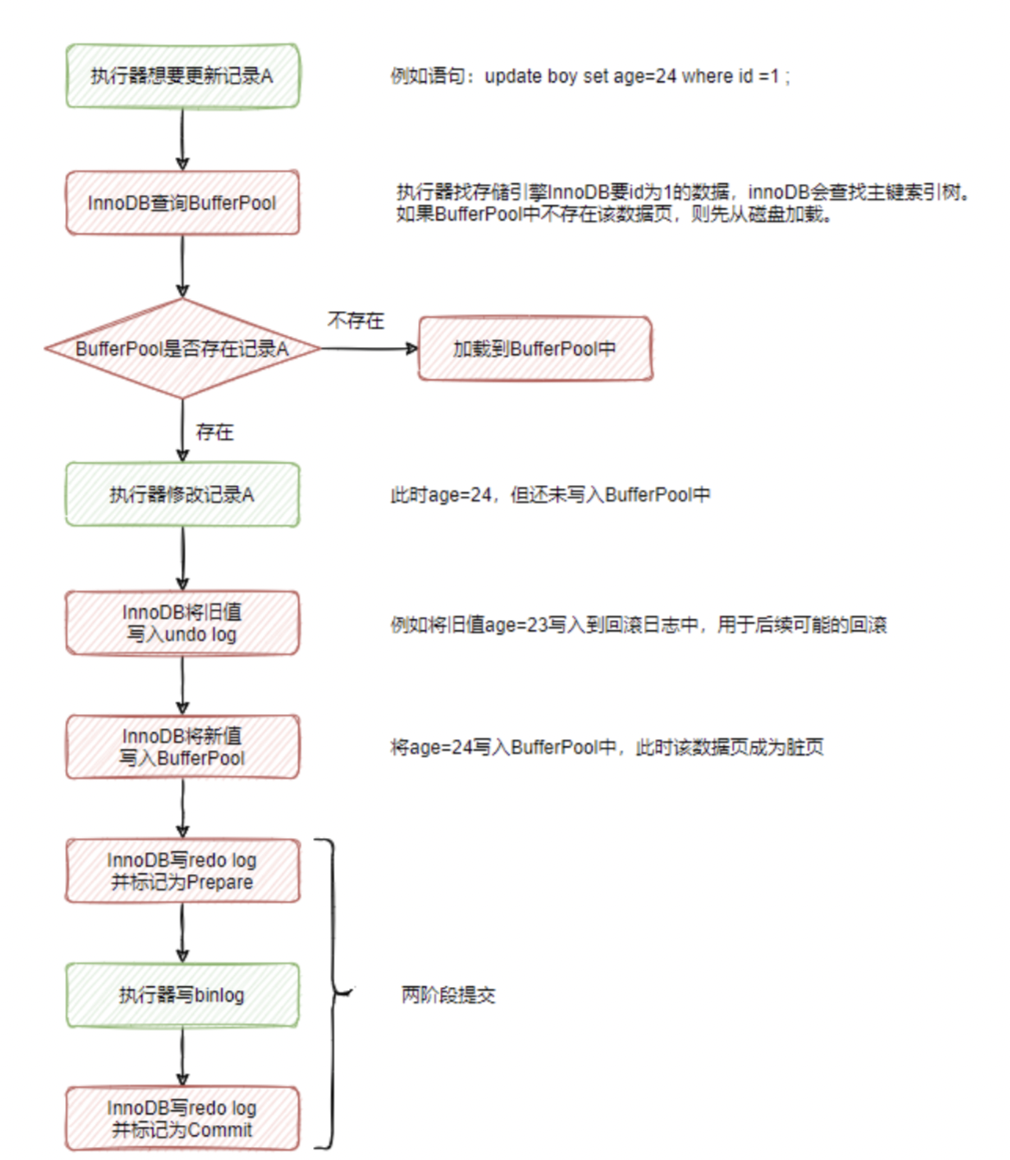 执行器想要更新记录A
例如语句：update boy set age=24 where id =1 ;
InnoDB查询BufferPool
执行器找存储引擎InnoDB要id为1的数据，innoDB会查找主键索引树。
如果BufferPool中不存在该数据页，则先从磁盘加载。
BufferPool是否存在记录A
不存在
加载到BufferPool中
存在
执行器修改记录A
此时age=24，但还未写入BufferPool中
InnoDB将旧值
写入undo log
例如将旧值age=23写入到回滚日志中，用于后续可能的回滚
InnoDB将新值
写入BufferPool
将age=24写入BufferPool中，此时该数据页成为脏页
InnoDB写redo log
并标记为Prepare
执行器写binlog
两阶段提交
InnoDB写redo log
并标记为Commit